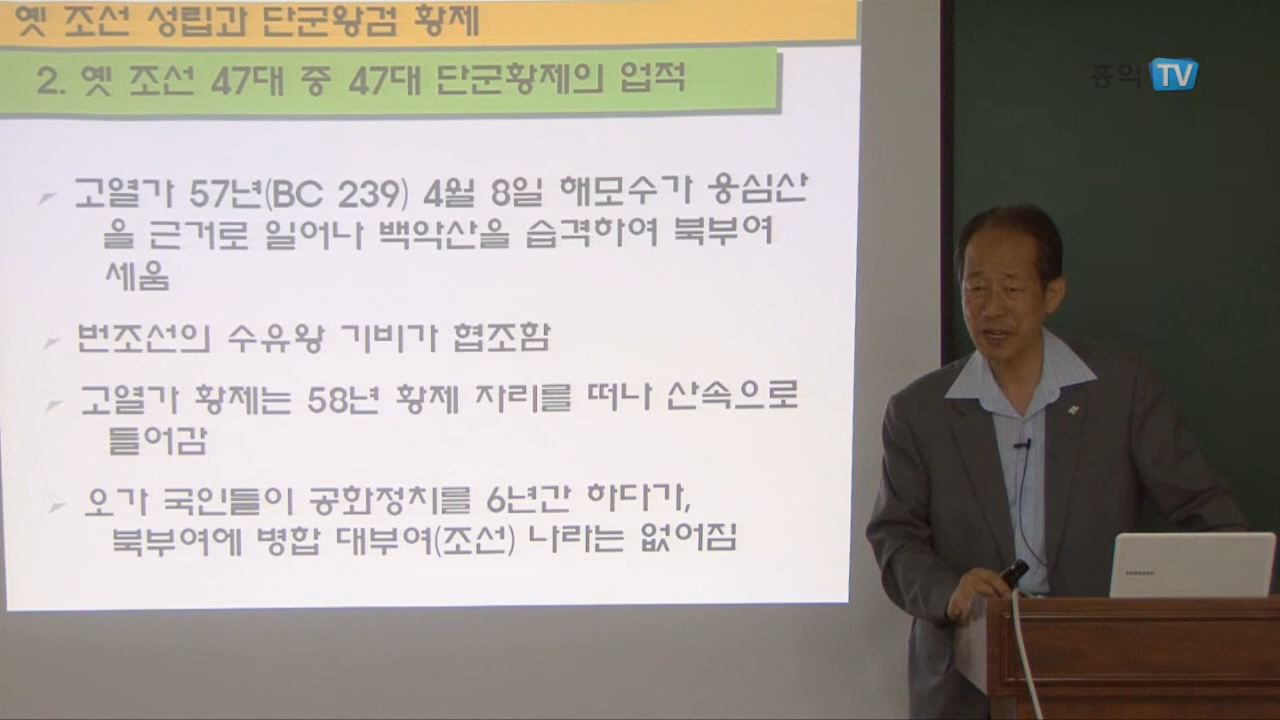 옛 조선 성립과 단군왕검 황제
2. 옛 조선 47대 중 47대 단군황제의 업적
고열가 57년(BC 239) 4월 8일 해모수가 웅심산
을 근거로 일어나 백악산을 습격하여 북부여
세움
번조선의 수유왕 기비가 협조함
고열가 황제는 58년 황제 자리를 떠나 산속으로
들어감
오가 국인들이 공화정치를 6년간 하다가,
북부여에 병합 대부여(조선) 나라는 없어짐
홍익TV
SAMSUNG